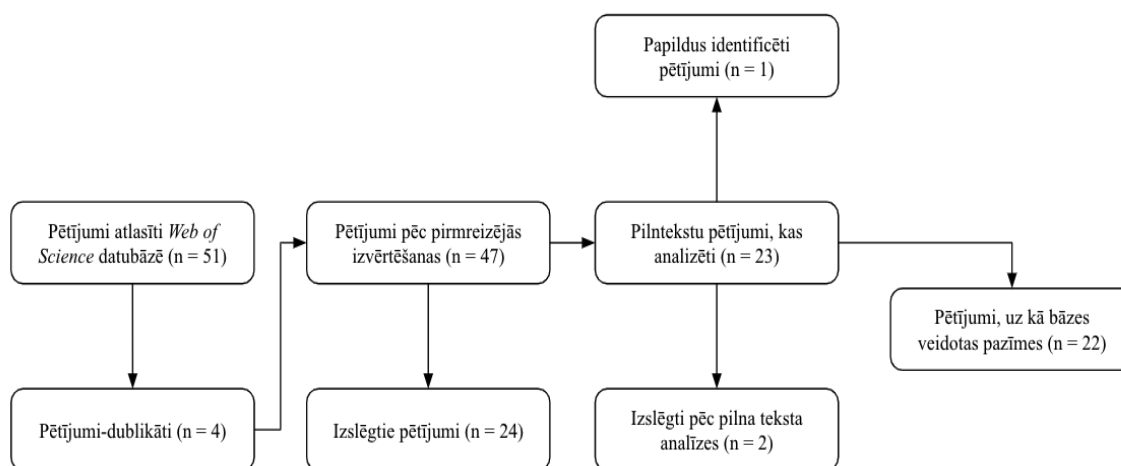 Papildus identificēti
pētījumi (n = 1)
Pētījumi atlasīti Web of
Science datubāzē (n = 51)
Pētījumi pēc pirmreizējās
izvērtēšanas (n = 47)
Pilntekstu pētījumi, kas
analizēti (n = 23)
Pētījumi, uz kā bāzes
veidotas pazīmes (n = 22)
Pētījumi-dublikāti (n = 4)
Izslēgtie pētījumi (n = 24)
Izslēgti pēc pilna teksta
analīzes (n = 2)